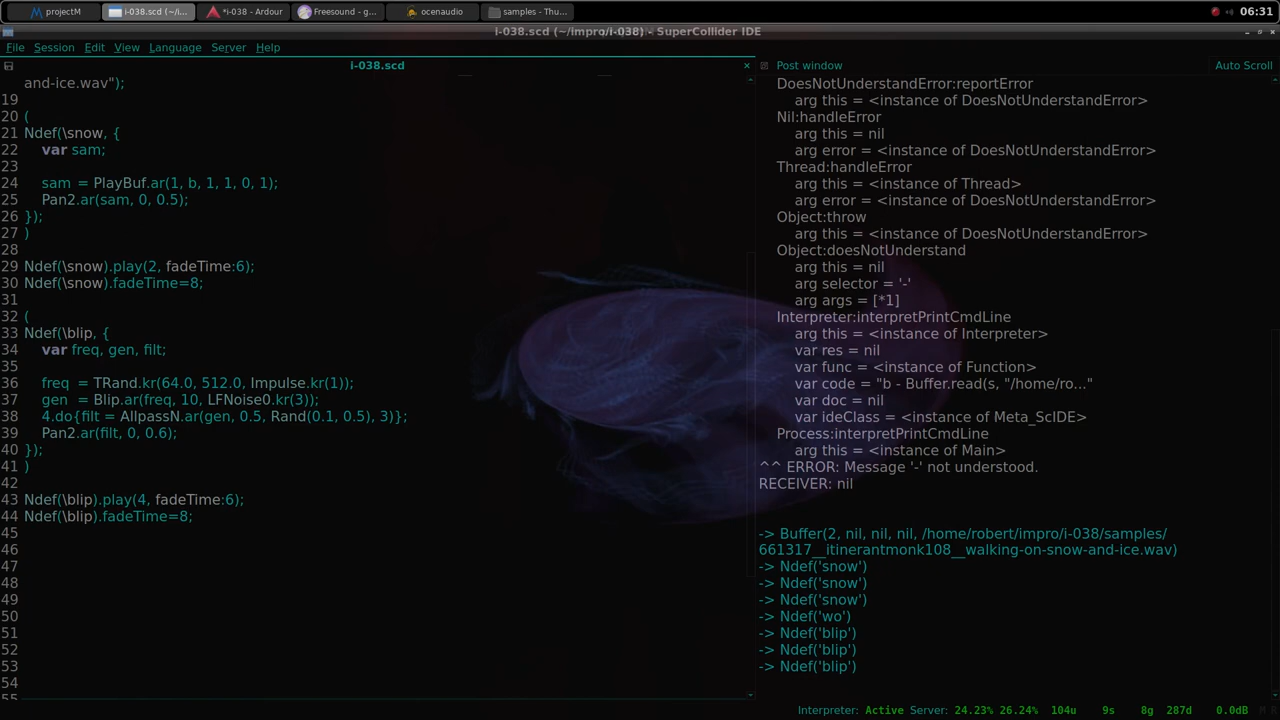 projectM
i-038.scd (~/i...
*i-038 - Ardour
Freesound - g...
ocenaudio
samples - Thu...
06:31
i-038.scd (~/impro/i-038) - SuperCollider IDE
File Session Edit View Language Server Help
i-038.scd
Post window
Auto Scroll
and-ice.wav");
19
20 (
21 Ndef(\snow, {
22 var sam;
23
24 sam = PlayBuf.ar(1, b, 1, 1, 0, 1);
25 Pan2.ar(sam, 0, 0.5);
26 });
27 )
28
29 Ndef(\snow).play(2, fadeTime:6);
30 Ndef(\snow).fadeTime=8;
31
32 (
33 Ndef(\blip, {
34 var freq, gen, filt;
35
36 freq = TRand.kr(64.0, 512.0, Impulse.kr(1));
37 gen = Blip.ar(freq, 10, LFNoise0.kr(3));
38 4.do{filt = AllpassN.ar(gen, 0.5, Rand(0.1, 0.5), 3)};
39 Pan2.ar(filt, 0, 0.6);
40 });
41 )
42
43 Ndef(\blip).play(4, fadeTime:6);
44 Ndef(\blip).fadeTime=8;
45
46
47
48
49
50
51
52
53
54
55
DoesNotUnderstandError:reportError
arg this = <instance of DoesNotUnderstandError>
Nil:handleError
arg this = nil
arg error = <instance of DoesNotUnderstandError>
Thread:handleError
arg this = <instance of Thread>
arg error = <instance of DoesNotUnderstandError>
Object:throw
arg this = <instance of DoesNotUnderstandError>
Object:doesNotUnderstand
arg this = nil
arg selector = '-'
arg args = [*1]
Interpreter:interpretPrintCmdLine
arg this = <instance of Interpreter>
var res = nil
var func = <instance of Function>
var code = "b - Buffer.read(s, "/home/ro..."
var doc = nil
var ideClass = <instance of Meta_ScIDE>
Process:interpretPrintCmdLine
arg this = <instance of Main>
^^ ERROR: Message '-' not understood.
RECEIVER: nil
-> Buffer(2, nil, nil, nil, /home/robert/impro/i-038/samples/
661317__itinerantmonk108__walking-on-snow-and-ice.wav)
-> Ndef('snow')
-> Ndef('snow')
-> Ndef('snow')
-> Ndef('wo')
-> Ndef('blip')
-> Ndef('blip')
-> Ndef('blip')
Interpreter: Active Server: 24.23% 26.24% 104u 9s 8g 287d 0.0dB M R